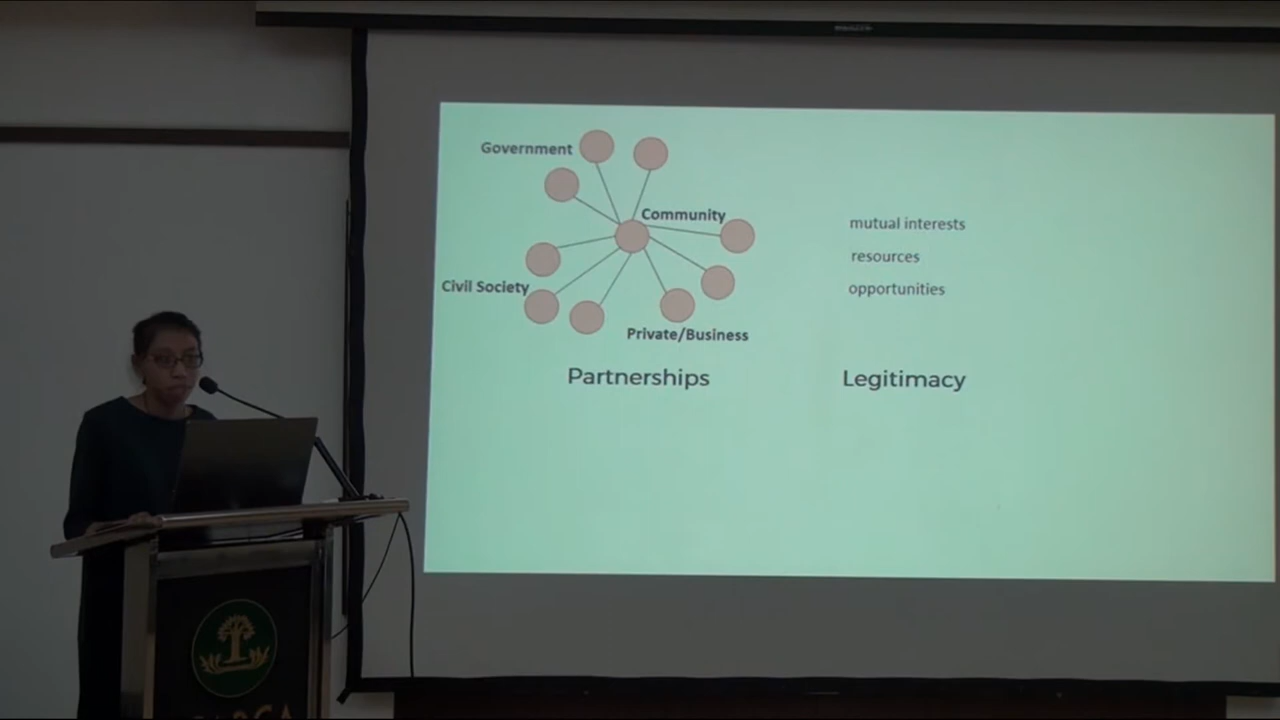 Government
Community
Civil Society
Private/Business
Partnerships
mutual interests
resources
opportunities
Legitimacy